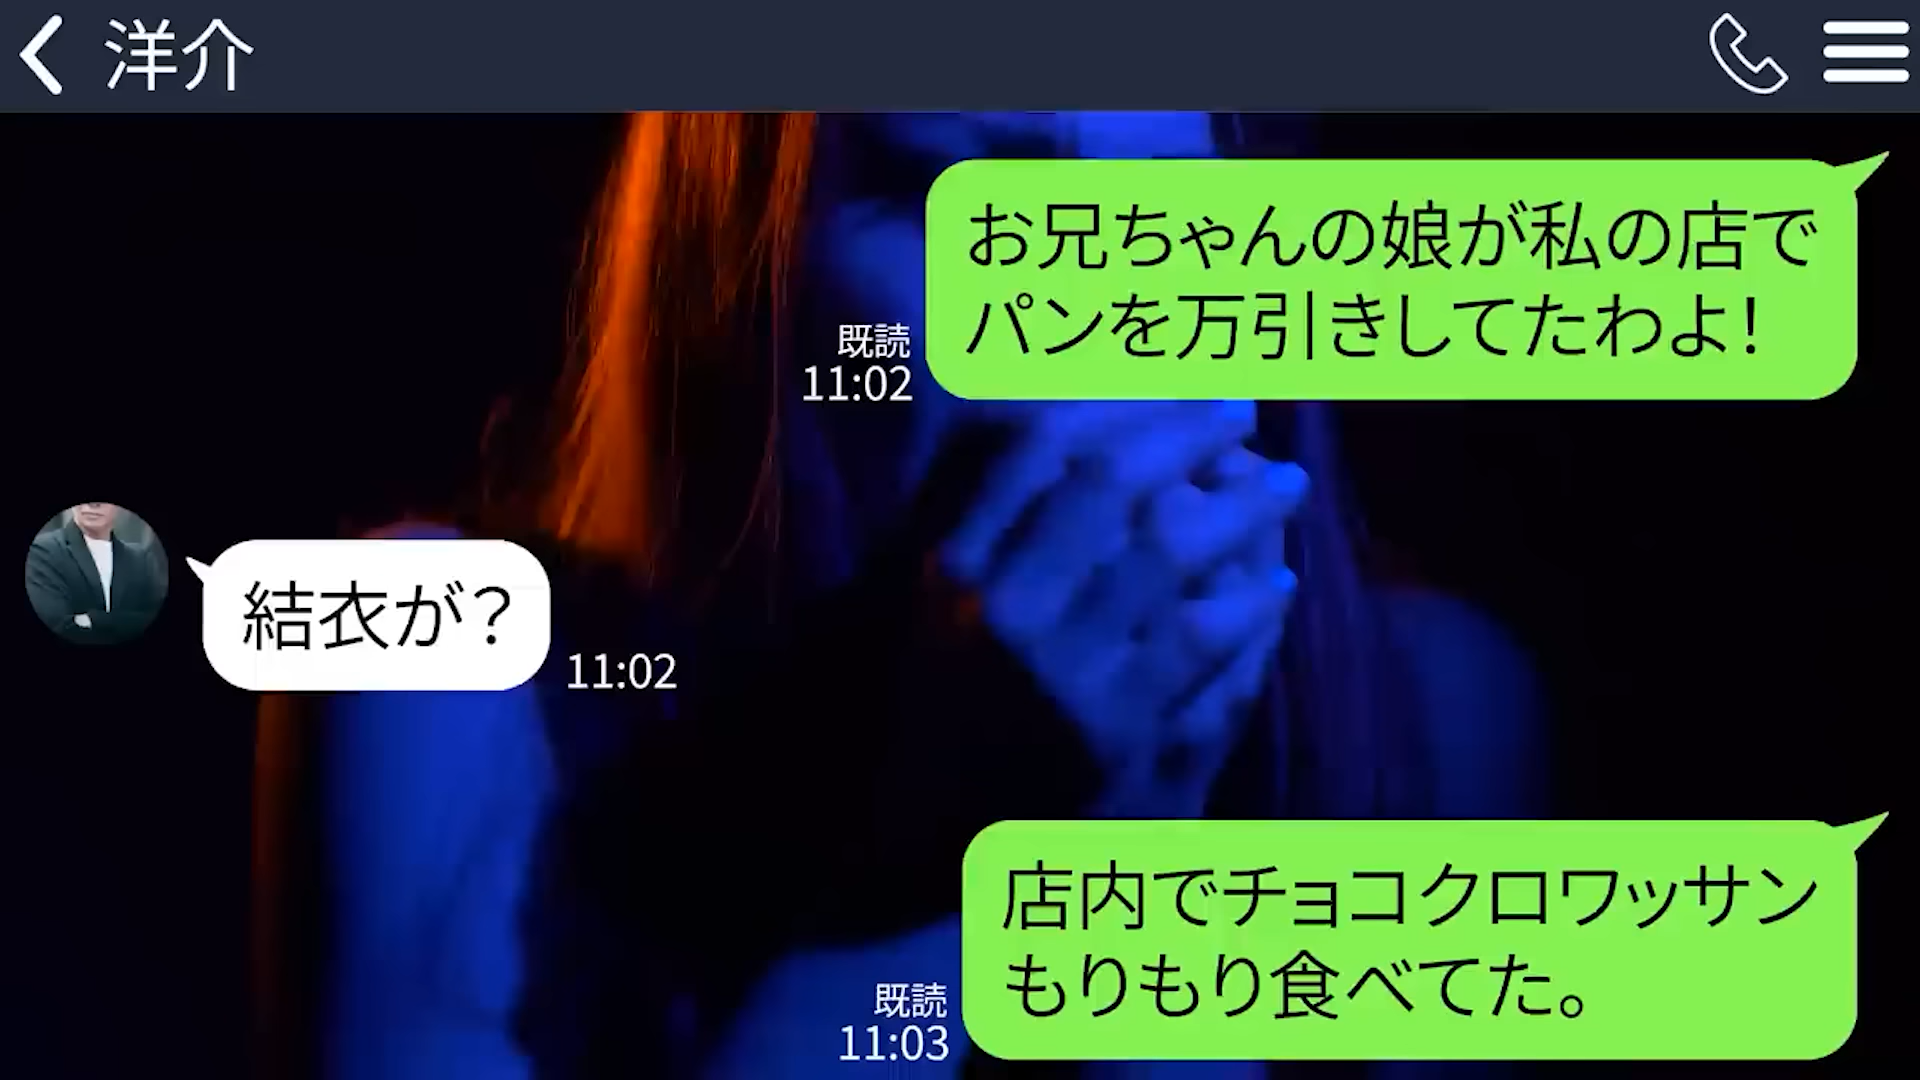 洋介
お兄ちゃんの娘が私の店で
パンを万引きしてたわよ!
既読
11:02
結衣が?
11:02
店内でチョコクロワッサン
もりもり食べてた。
既読
11:03